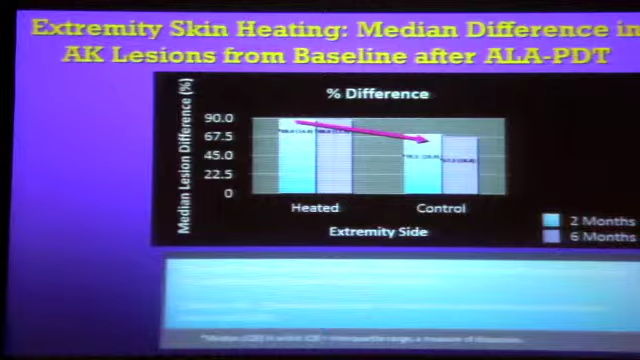 Extremity Skin Heating: Median Difference in
AK Lesions from Baseline after ALA-PDT
% Difference
Median Lesion Difference (%)
90.0
67.5
45.0
22.5
0
Heated
Control
Extremity Side
2 Months
6 Months